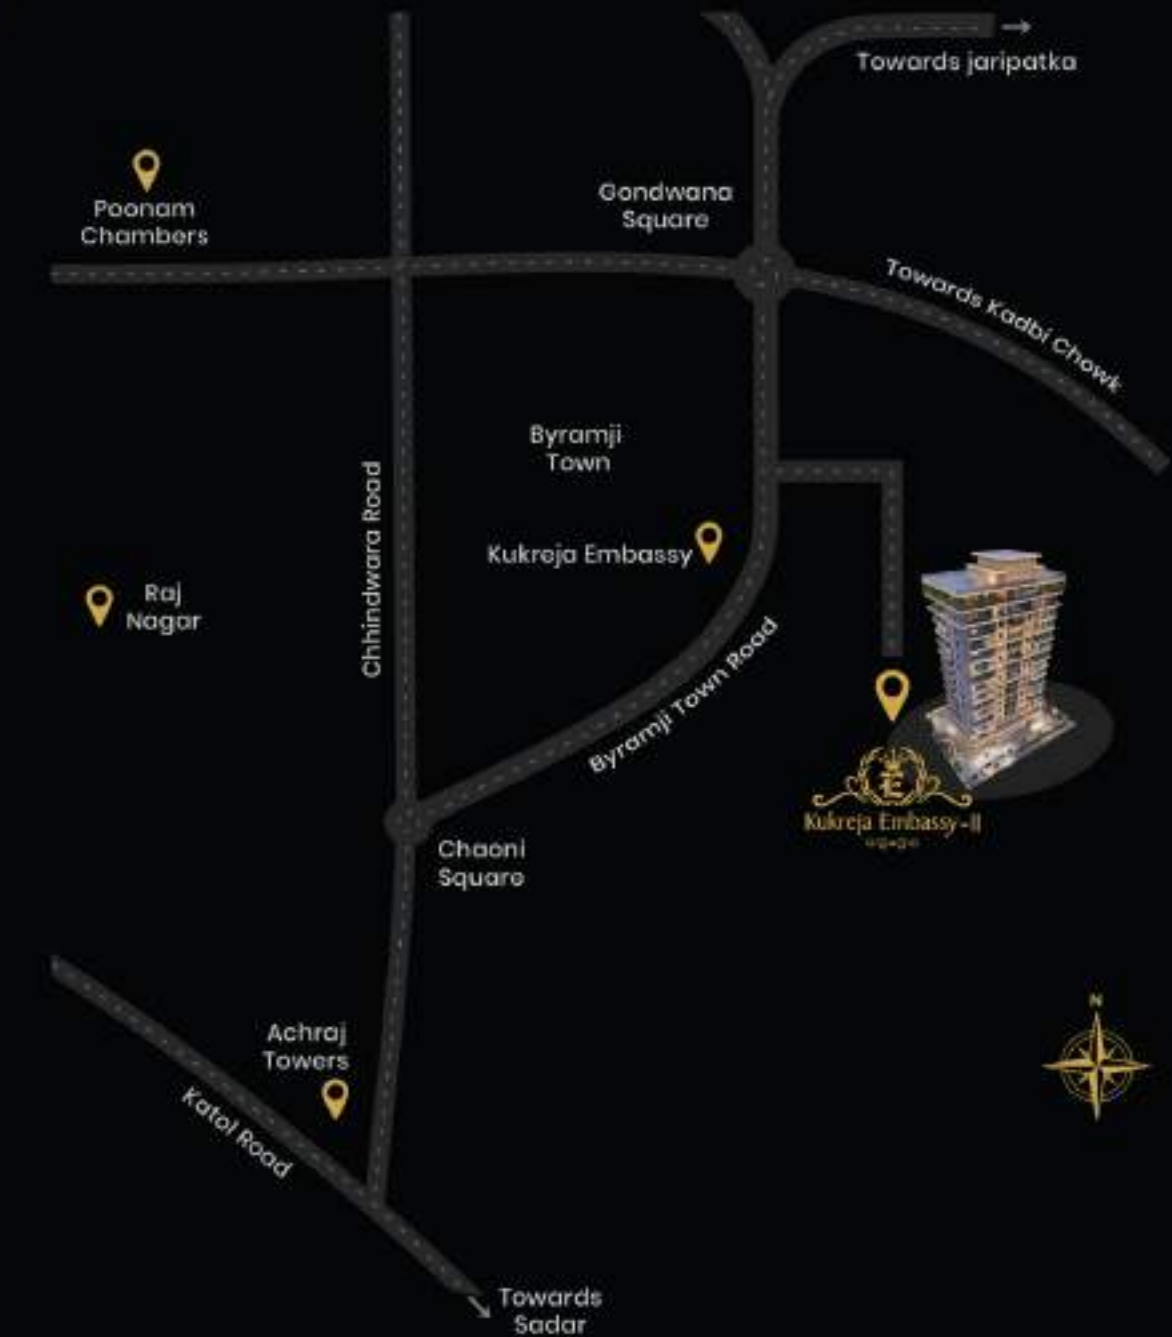 Towards jaripatka
Poonam
Chambers
Gondwana
Square
Towards Kadbi Chowk
Byramji
Town
Chhindwara Road
Kukreja Embassy
Raj
Nagar
Byramji Town Road
E
Kukreja Embassy-II
Chaoni
Square
N
Achraj
Towers
Katol Road
Towards
Sadar